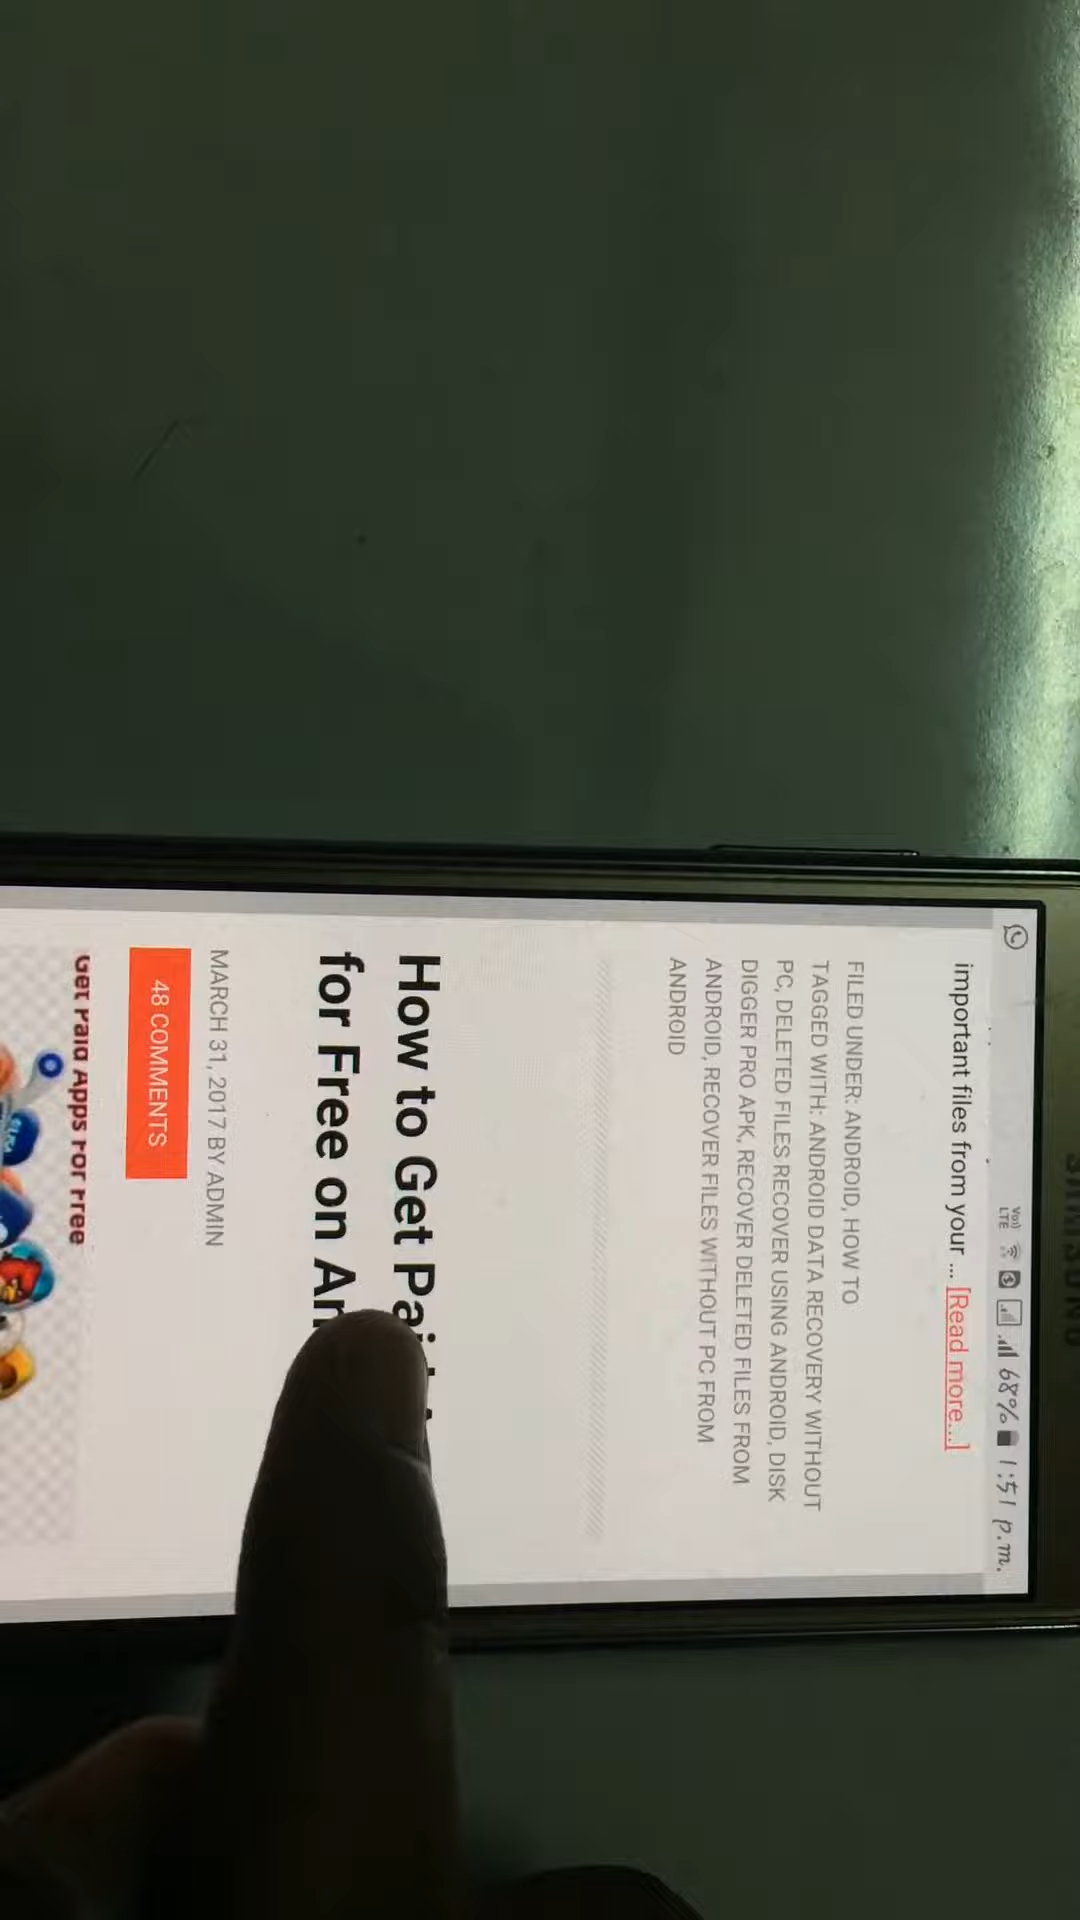 SAMSUNG
VoLTE
68% 1:51 p.m.
important files from your ... [Read more...]
FILED UNDER: ANDROID, HOW TO
TAGGED WITH: ANDROID DATA RECOVERY WITHOUT
PC, DELETED FILES RECOVER USING ANDROID, DISK
DIGGER PRO APK, RECOVER DELETED FILES FROM
ANDROID, RECOVER FILES WITHOUT PC FROM
ANDROID
How to Get
for Free on
MARCH 31, 2017 BY ADMIN
48 COMMENTS
Get Paid Apps For Free